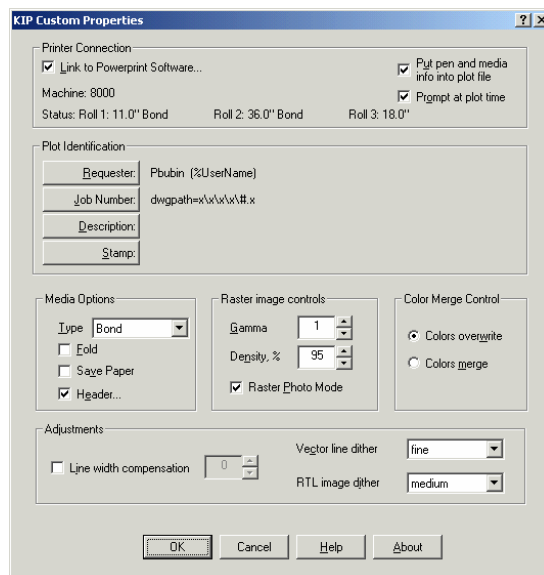 KIP Custom Properties
Printer Connection
Link to Powerprint Software...
Put pen and media
info into plot file
Machine: 8000
Prompt at plot time
Status: Roll 1: 11.0" Bond Roll 2: 36.0" Bond Roll 3: 18.0"
Plot Identification
Requester: Pbubin (%UserName)
Job Number: dwgpath=x\x\x\x\#.x
Description:
Stamp:
Media Options
Type Bond
Fold
Save Paper
Header...
Raster image controls
Gamma 1
Density, % 95
Raster Photo Mode
Color Merge Control
Colors overwrite
Colors merge
Adjustments
Line width compensation 0
Vector line dither fine
RTL image dither medium
OK Cancel Help About